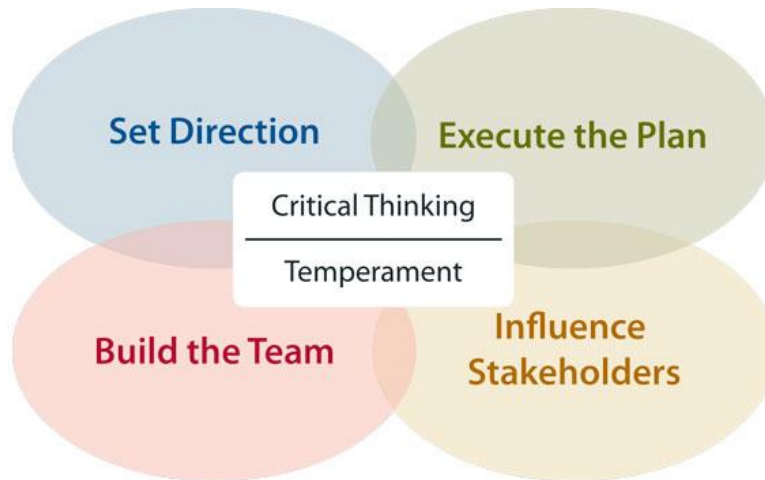 Set Direction
Execute the Plan
Critical Thinking
Temperament
Build the Team
Influence
Stakeholders